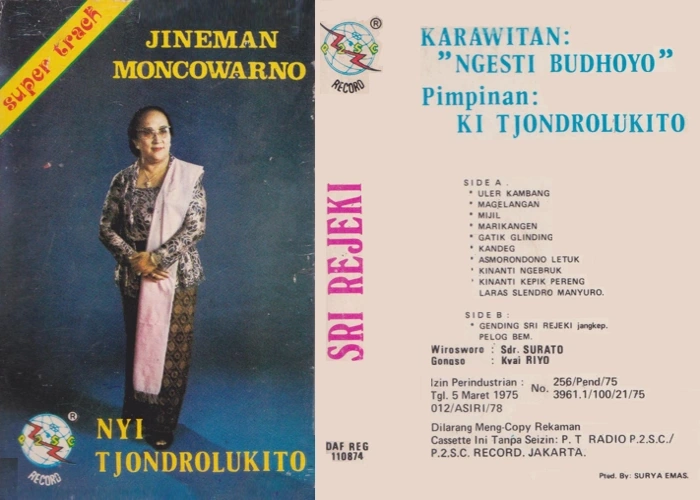 super track
JINEMAN
MONCOWARNO
P.2.S.C
®
RECORD
NYI
TJONDROLUKITO
P.2.S.C
®
RECORD
KARAWITAN:
"NGESTI BUDHOYO"
Pimpinan:
KI TJONDROLUKITO
SRI REJEKI
SIDE A .
* ULER KAMBANG
* MAGELANGAN
* MIJIL
* MARIKANGEN
* GATIK GLINDING
* KANDEG
* ASMORONDONO LETUK
' KINANTI NGEBRUK
' KINANTI KEPIK PERENG
LARAS SLENDRO MANYURO.
SIDE B :
* GENDING SRI REJEKI jangkep.
PELOG BEM.
Wirosworo : Sdr. SURATO
Gongso : Kyai RIYO
Izin Perindustrian : No. 256/Pend/75
Tgl. 5 Maret 1975 3961.1/100/21/75
012/ASIRI/78
Dilarang Meng-Copy Rekaman
Cassette Ini Tanpa Seizin: P. T RADIO P.2.S.C./
P.2.S.C. RECORD. JAKARTA.
DAF REG
110874
Pted. By: SURYA EMAS.